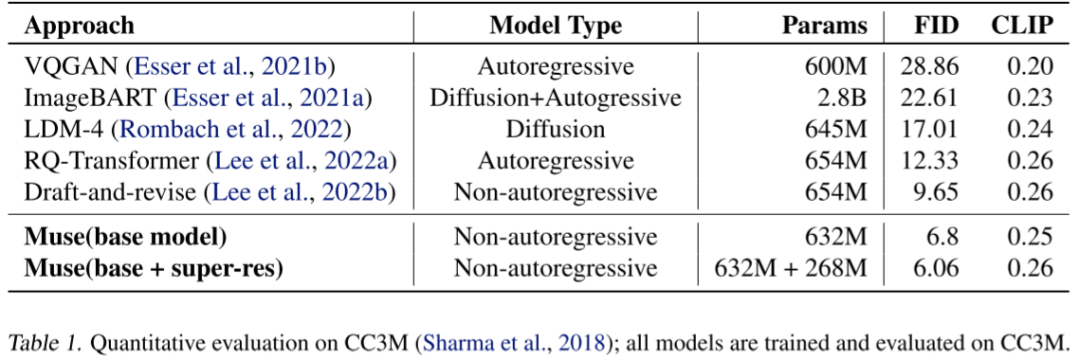 Approach Model Type Params FID CLIP
VQGAN (Esser et al., 2021b) Autoregressive 600M 28.86 0.20
ImageBART (Esser et al., 2021a) Diffusion+Autogressive 2.8B 22.61 0.23
LDM-4 (Rombach et al., 2022) Diffusion 645M 17.01 0.24
RQ-Transformer (Lee et al., 2022a) Autoregressive 654M 12.33 0.26
Draft-and-revise (Lee et al., 2022b) Non-autoregressive 654M 9.65 0.26
Muse(base model) Non-autoregressive 632M 6.8 0.25
Muse(base + super-res) Non-autoregressive 632M + 268M 6.06 0.26
Table 1. Quantitative evaluation on CC3M (Sharma et al., 2018); all models are trained and evaluated on CC3M.